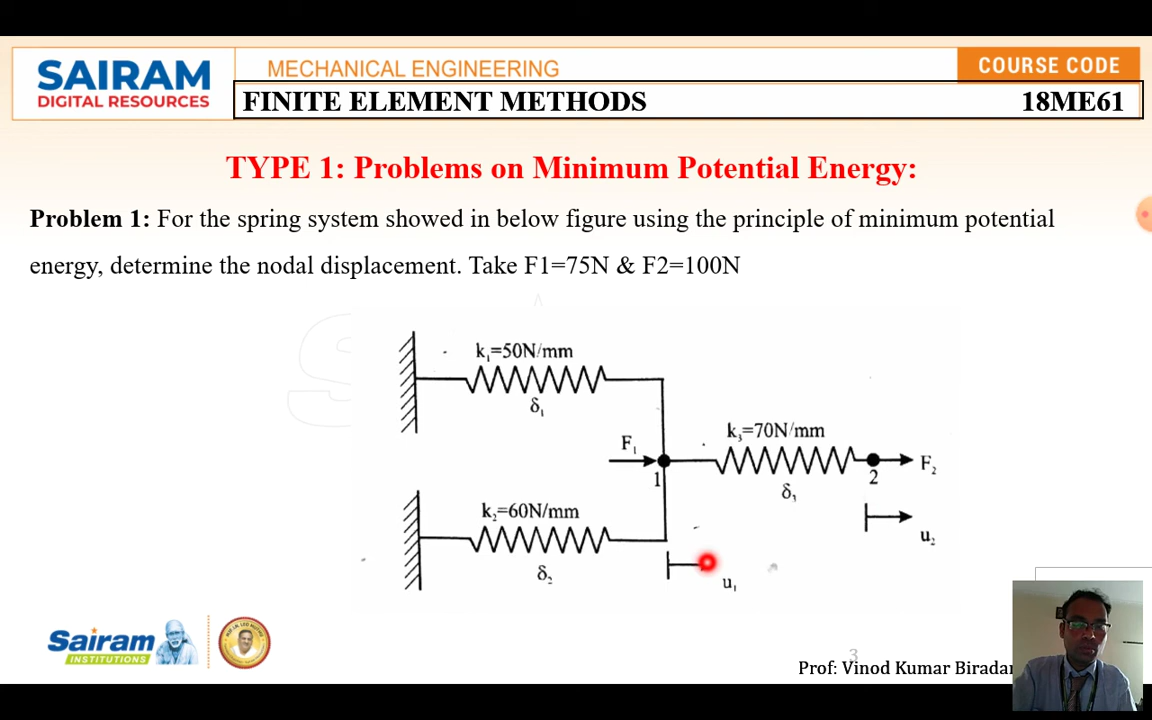 SAIRAM
DIGITAL RESOURCES
MECHANICAL ENGINEERING
COURSE CODE
FINITE ELEMENT METHODS
18ME61
TYPE 1: Problems on Minimum Potential Energy:
Problem 1: For the spring system showed in below figure using the principle of minimum potential
energy, determine the nodal displacement. Take F1=75N & F2=100N
k₁=50N/mm
δ₁
F₁
1
k₃=70N/mm
δ₃
2
F₂
k₂=60N/mm
δ₂
u₁
u₂
Sairam
INSTITUTIONS
3
Prof: Vinod Kumar Biradar